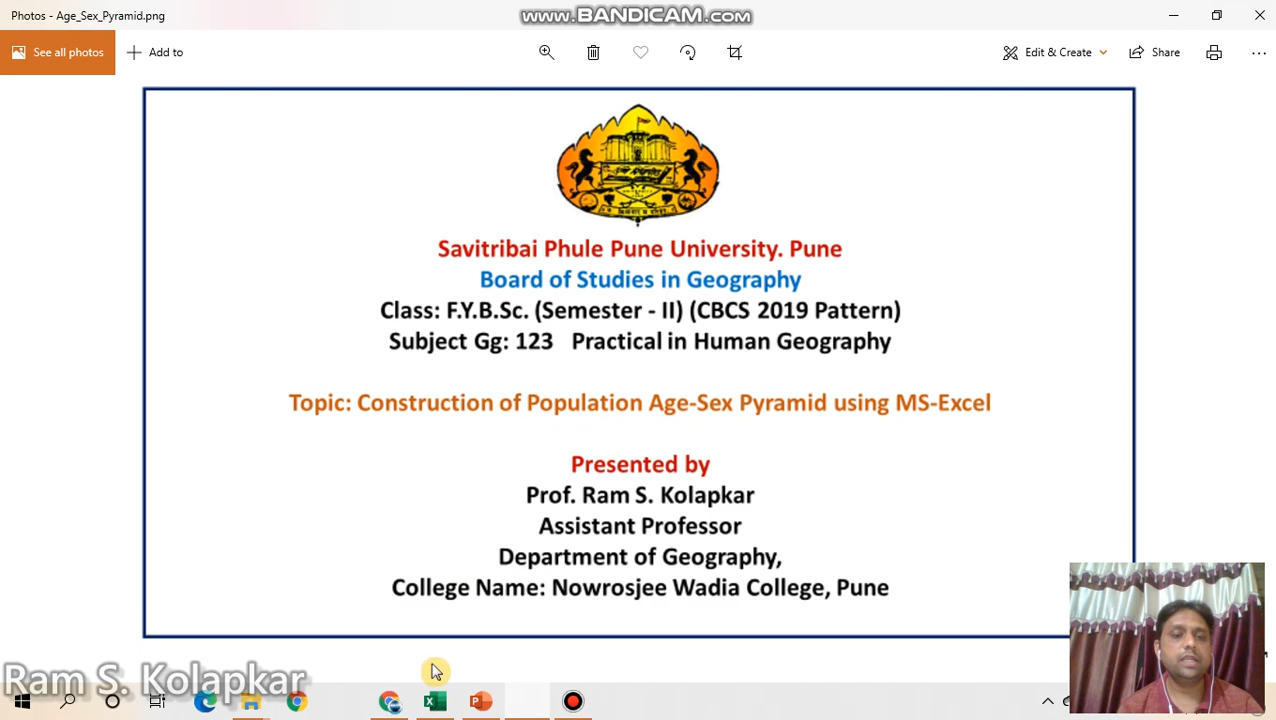 Photos - Age_Sex_Pyramid.png
www.BANDICAM.com
See all photos
Add to
Edit & Create
Share
Savitribai Phule Pune University. Pune
Board of Studies in Geography
Class: F.Y.B.Sc. (Semester - II) (CBCS 2019 Pattern)
Subject Gg: 123 Practical in Human Geography
Topic: Construction of Population Age-Sex Pyramid using MS-Excel
Presented by
Prof. Ram S. Kolapkar
Assistant Professor
Department of Geography,
College Name: Nowrosjee Wadia College, Pune
Ram S. Kolapkar